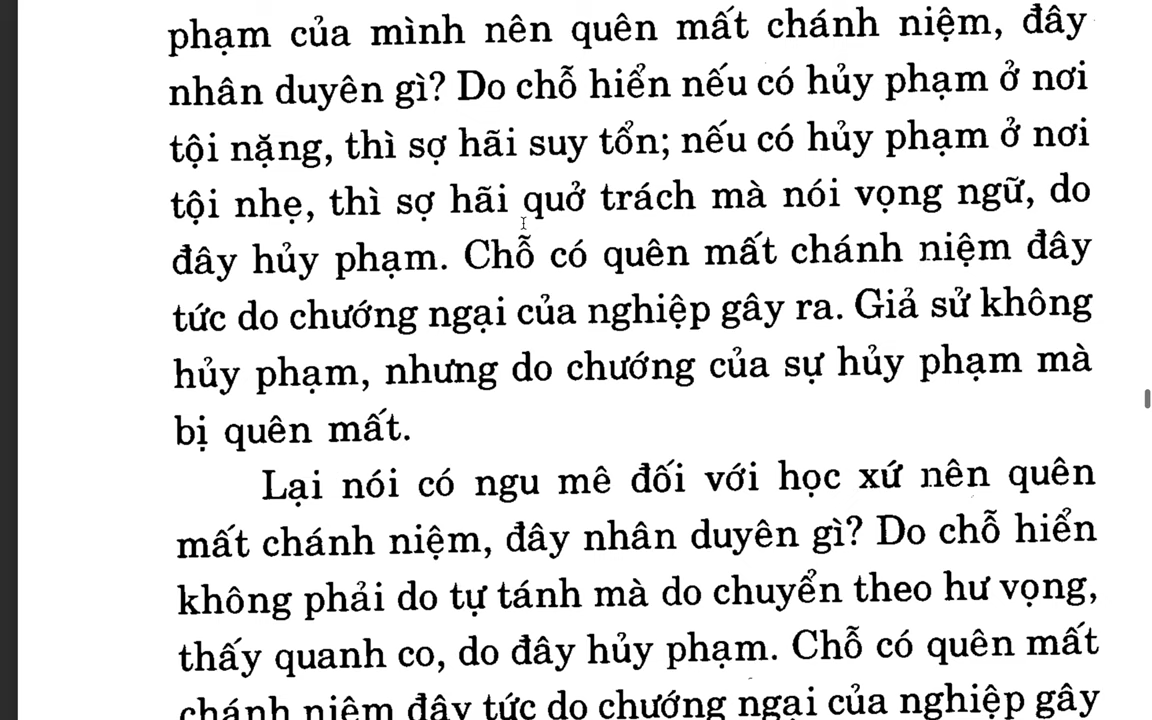 phạm của mình nên quên mất chánh niệm, đây
nhân duyên gì? Do chỗ hiển nếu có hủy phạm ở nơi
tội nặng, thì sợ hãi suy tổn; nếu có hủy phạm ở nơi
tội nhẹ, thì sợ hãi quở trách mà nói vọng ngữ, do
đây hủy phạm. Chỗ có quên mất chánh niệm đây
tức do chướng ngại của nghiệp gây ra. Giả sử không
hủy phạm, nhưng do chướng của sự hủy phạm mà
bị quên mất.
Lại nói có ngu mê đối với học xứ nên quên
mất chánh niệm, đây nhân duyên gì? Do chỗ hiển
không phải do tự tánh mà do chuyển theo hư vọng,
thấy quanh co, do đây hủy phạm. Chỗ có quên mất
chánh niệm đây tức do chướng ngại của nghiệp gây